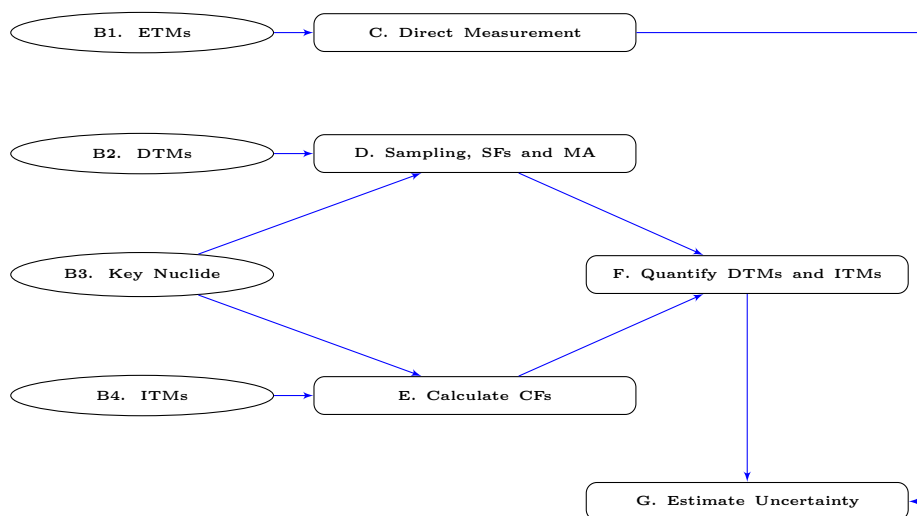 B1. ETMs
C. Direct Measurement
B2. DTMs
D. Sampling, SFs and MA
B3. Key Nuclide
F. Quantify DTMs and ITMs
B4. ITMs
E. Calculate CFs
G. Estimate Uncertainty